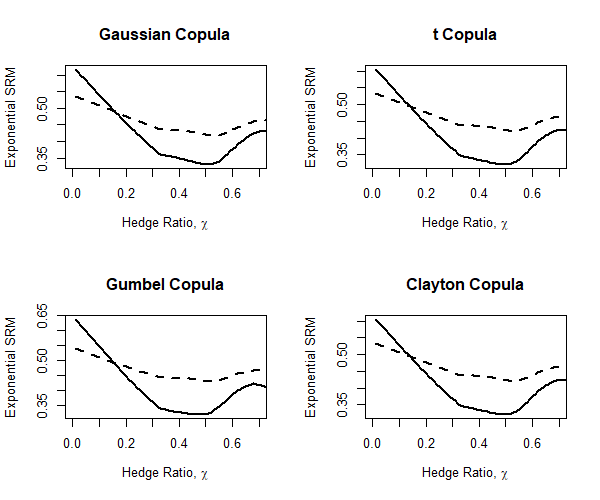 Gaussian Copula
Exponential SRM
0.50
0.35
0.0 0.2 0.4 0.6
Hedge Ratio, χ
t Copula
Exponential SRM
0.50
0.35
0.0 0.2 0.4 0.6
Hedge Ratio, χ
Gumbel Copula
Exponential SRM
0.65
0.50
0.35
0.0 0.2 0.4 0.6
Hedge Ratio, χ
Clayton Copula
Exponential SRM
0.50
0.35
0.0 0.2 0.4 0.6
Hedge Ratio, χ